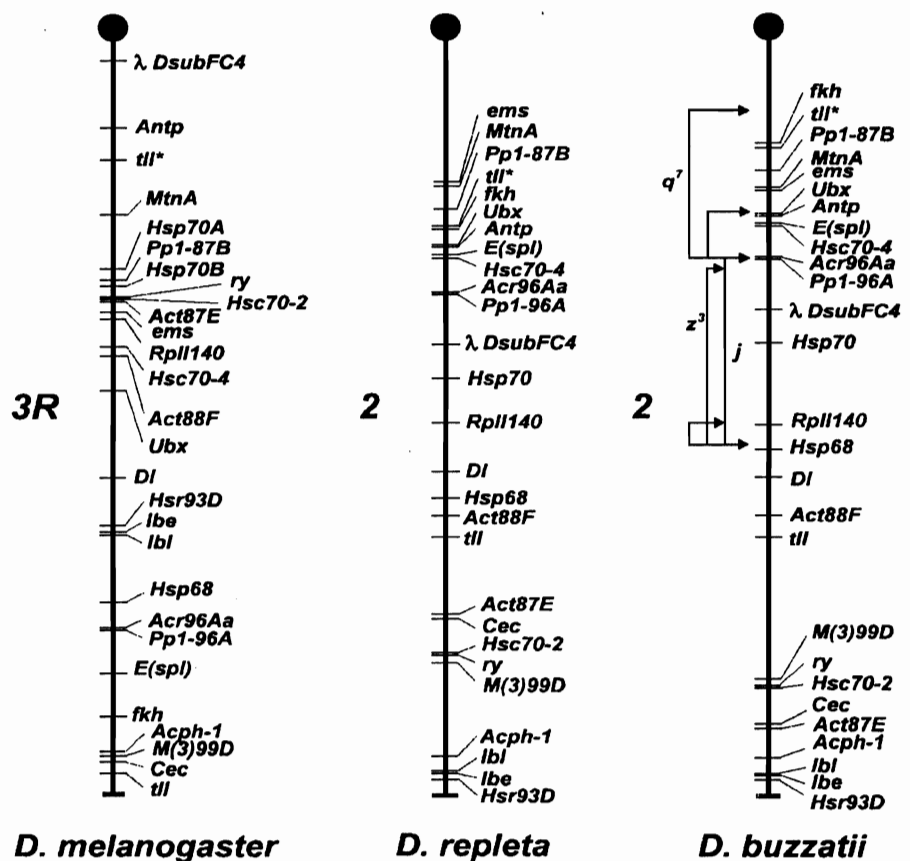 λ DsubFC4
Antp
tll*
MtnA
Hsp70A
Pp1-87B
Hsp70B
ry
Hsc70-2
Act87E
ems
RpII140
Hsc70-4
Act88F
Ubx
Dl
Hsr93D
lbe
lbl
Hsp68
Acr96Aa
Pp1-96A
E(spl)
fkh
Acph-1
M(3)99D
Cec
tll
3R
D. melanogaster
ems
MtnA
Pp1-87B
tll*
fkh
Ubx
Antp
E(spl)
Hsc70-4
Acr96Aa
Pp1-96A
λ DsubFC4
Hsp70
RpII140
Dl
Hsp68
Act88F
tll
Act87E
Cec
Hsc70-2
ry
M(3)99D
Acph-1
lbl
lbe
Hsr93D
2
D. repleta
fkh
tll*
Pp1-87B
MtnA
ems
Ubx
Antp
E(spl)
Hsc70-4
Acr96Aa
Pp1-96A
λ DsubFC4
Hsp70
RpII140
Hsp68
Dl
Act88F
tll
M(3)99D
ry
Hsc70-2
Cec
Act87E
Acph-1
lbl
lbe
Hsr93D
q⁷
z³
j
2
D. buzzatii